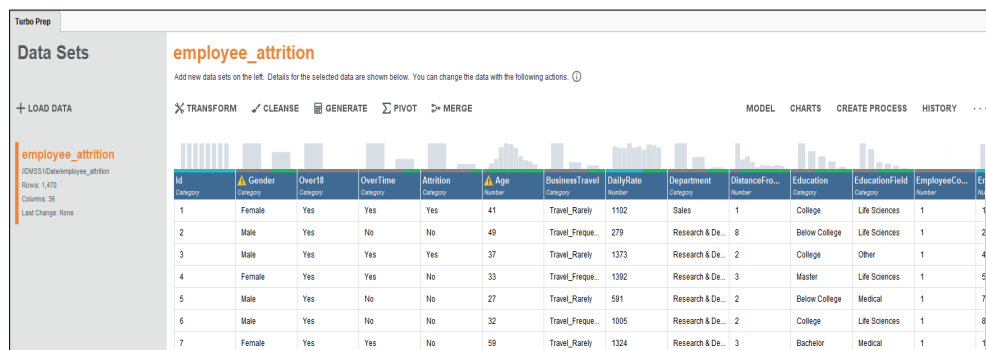 Turbo Prep
Data Sets
employee_attrition
Add new data sets on the left. Details for the selected data are shown below. You can change the data with the following actions.
+ LOAD DATA
TRANSFORM CLEANSE GENERATE PIVOT MERGE MODEL CHARTS CREATE PROCESS HISTORY ...
employee_attrition
//DMSS1/Date/employee_attrition
Rows: 1,470
Columns: 36
Last Change: None
Id Gender Over18 OverTime Attrition Age BusinessTravel DailyRate Department DistanceFro... Education EducationField EmployeeCo...
Category Category Category Category Category Number Category Number Category Number Category Category Number
1 Female Yes Yes Yes 41 Travel_Rarely 1102 Sales 1 College Life Sciences 1
2 Male Yes No No 49 Travel_Freque... 279 Research & De... 8 Below College Life Sciences 1 2
3 Male Yes Yes Yes 37 Travel_Rarely 1373 Research & De... 2 College Other 1 4
4 Female Yes Yes No 33 Travel_Freque... 1392 Research & De... 3 Master Life Sciences 1 5
5 Male Yes No No 27 Travel_Rarely 591 Research & De... 2 Below College Medical 1 7
6 Male Yes No No 32 Travel_Freque... 1005 Research & De... 2 College Life Sciences 1 8
7 Female Yes Yes No 59 Travel_Rarely 1324 Research & De... 3 Bachelor Medical 1